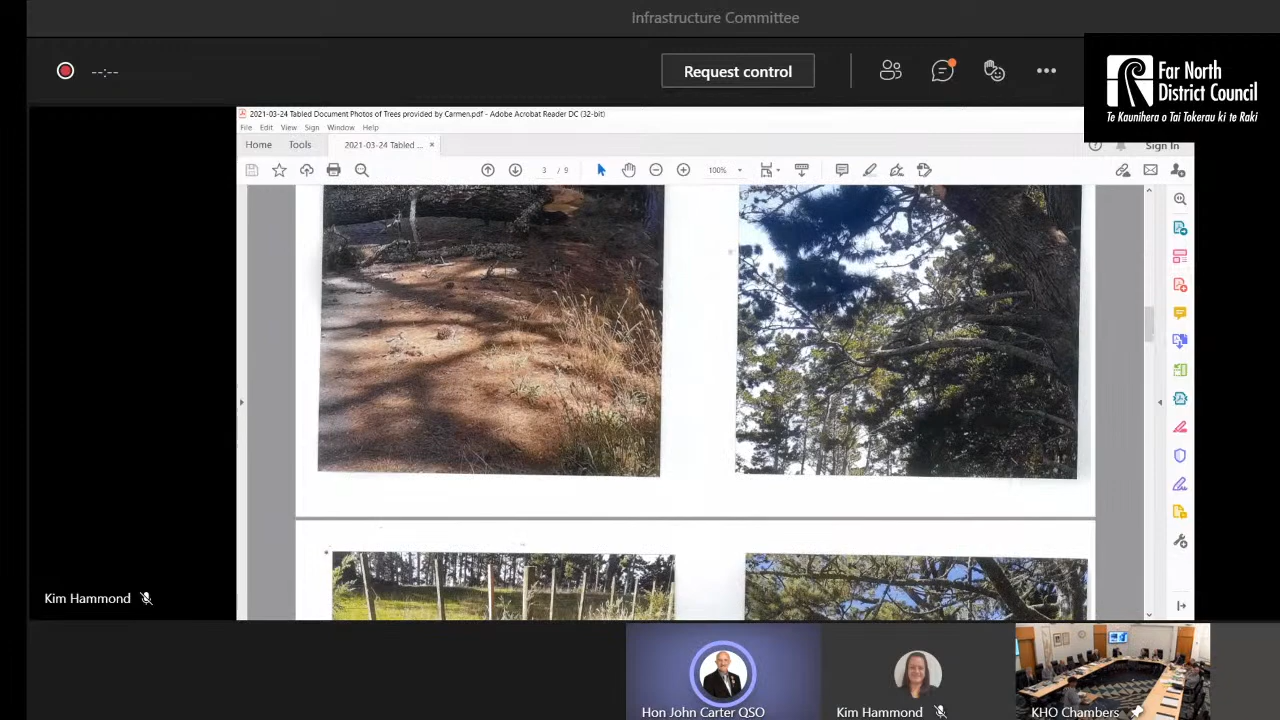 Infrastructure Committee
--:--
Request control
Far North
District Council
Te Kaunihera o Tai Tokerau ki te Raki
2021-03-24 Tabled Document Photos of Trees provided by Carmen.pdf - Adobe Acrobat Reader DC (32-bit)
File Edit View Sign Window Help
Home Tools 2021-03-24 Tabled ... × Sign In
3 / 9 100%
Kim Hammond
Hon John Carter QSO Kim Hammond KHO Chambers